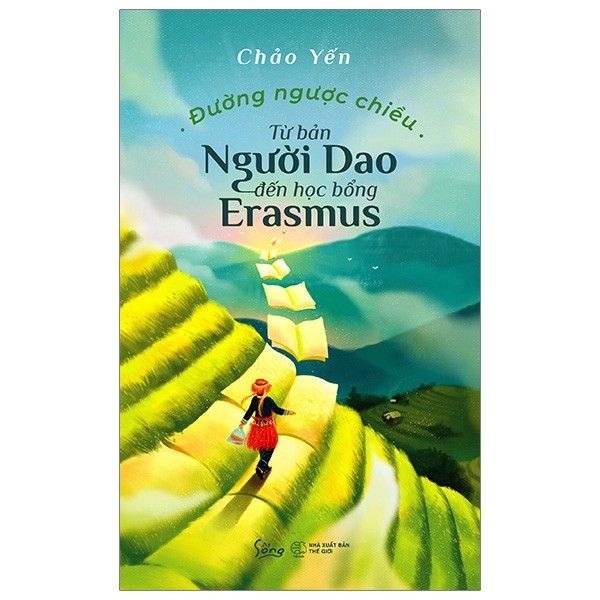 Chảo Yến
• Đường ngược chiều •
Từ bản
Người Dao
đến học bổng
Erasmus
Sống
NHÀ XUẤT BẢN
THẾ GIỚI